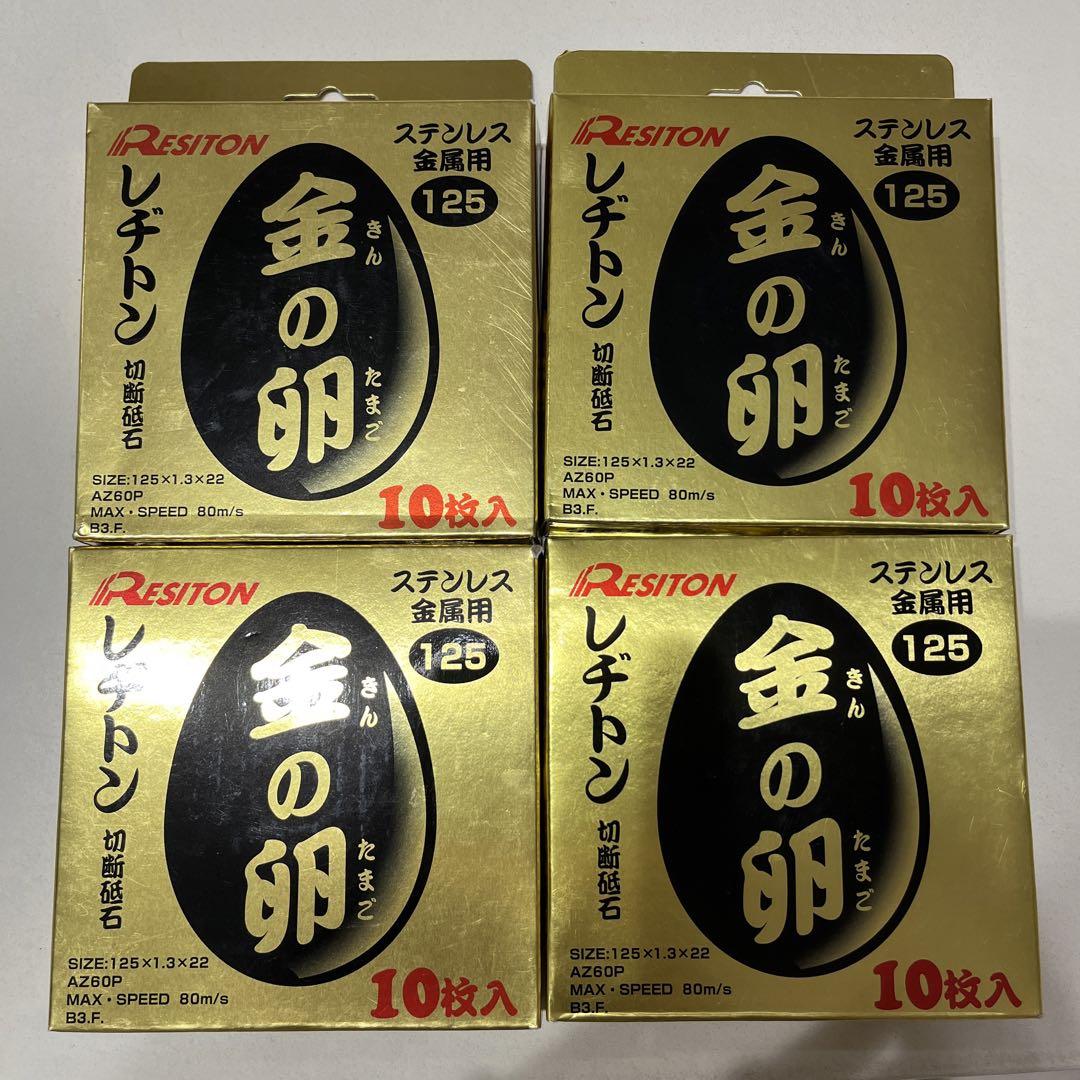 RESITON
ステンレス
金属用
125
レヂトン
切断砥石
金の卵
きん
たまご
SIZE:125×1.3×22
AZ60P
MAX・SPEED 80m/s
B3.F.
10枚入
RESITON
ステンレス
金属用
125
レヂトン
切断砥石
金の卵
きん
たまご
SIZE:125×1.3×22
AZ60P
MAX・SPEED 80m/s
B3.F.
10枚入
RESITON
ステンレス
金属用
125
レヂトン
切断砥石
金の卵
きん
たまご
SIZE:125×1.3×22
AZ60P
MAX・SPEED 80m/s
B3.F.
10枚入
RESITON
ステンレス
金属用
125
レヂトン
切断砥石
金の卵
きん
たまご
SIZE:125×1.3×22
AZ60P
MAX・SPEED 80m/s
B3.F.
10枚入